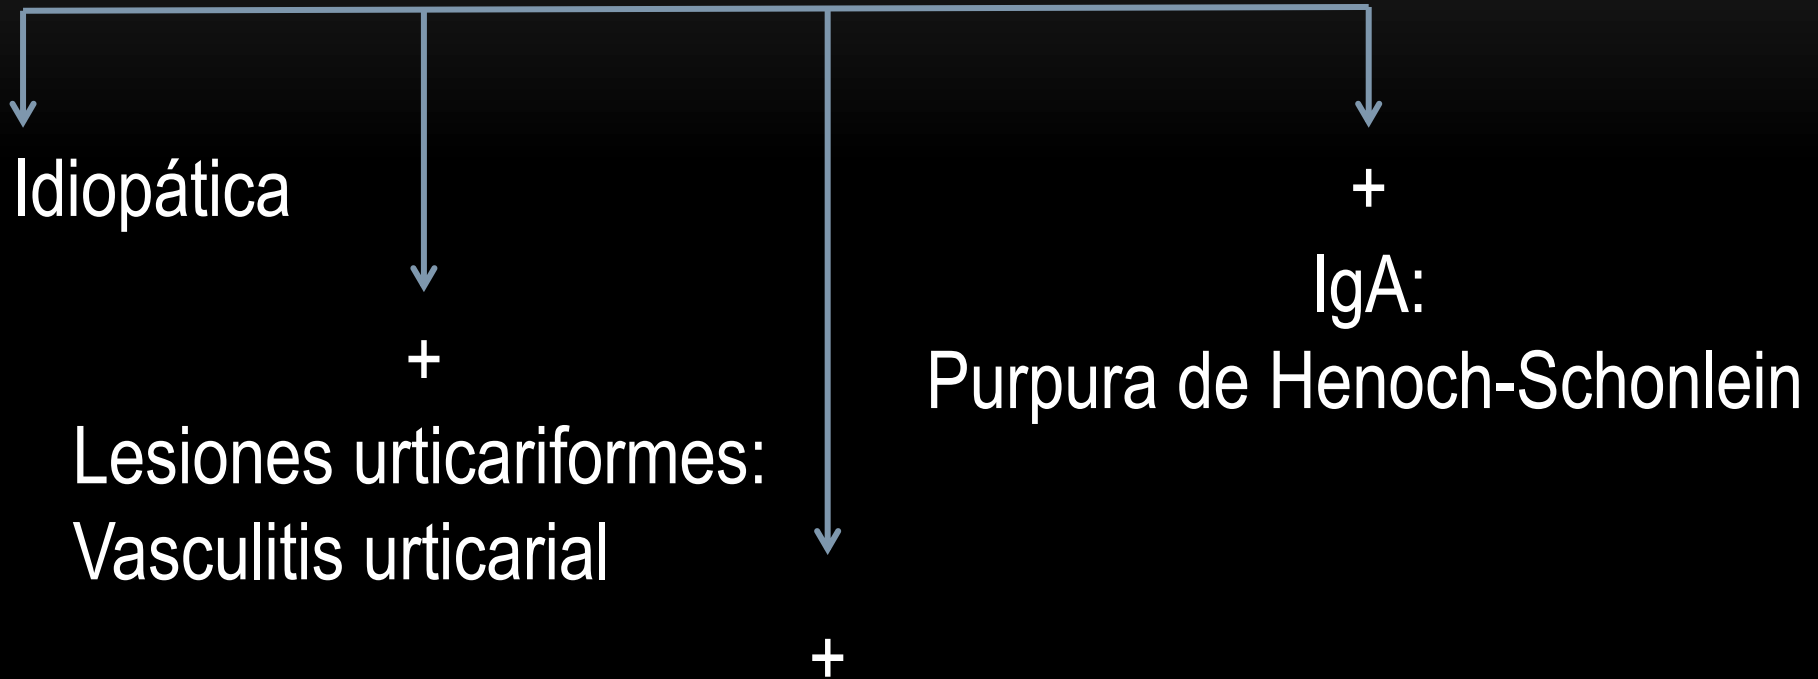 Idiopática
+
Lesiones urticariformes:
Vasculitis urticarial
+
+
IgA:
Purpura de Henoch-Schonlein